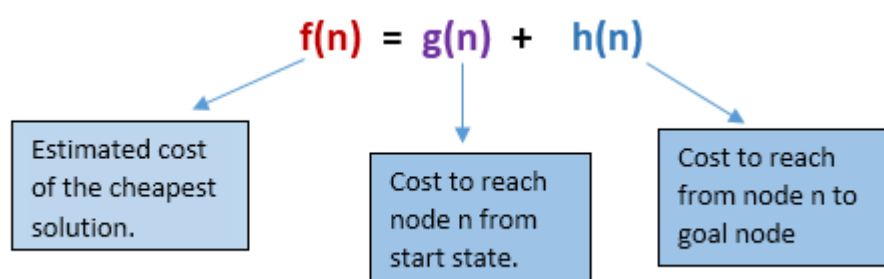 f(n) = g(n) + h(n)
Estimated cost
of the cheapest
solution.
Cost to reach
node n from
start state.
Cost to reach
from node n to
goal node